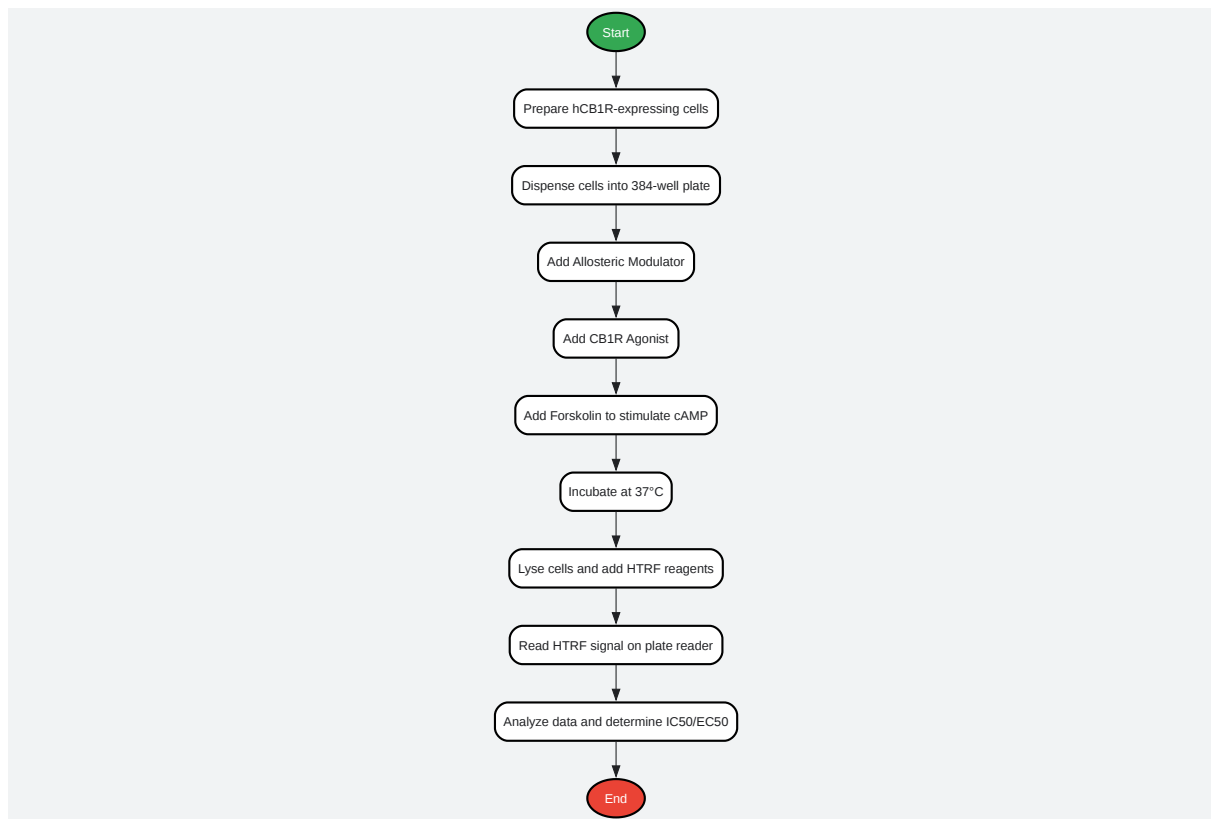 Start
Prepare hCB1R-expressing cells
Dispense cells into 384-well plate
Add Allosteric Modulator
Add CB1R Agonist
Add Forskolin to stimulate cAMP
Incubate at 37°C
Lyse cells and add HTRF reagents
Read HTRF signal on plate reader
Analyze data and determine IC50/EC50
End